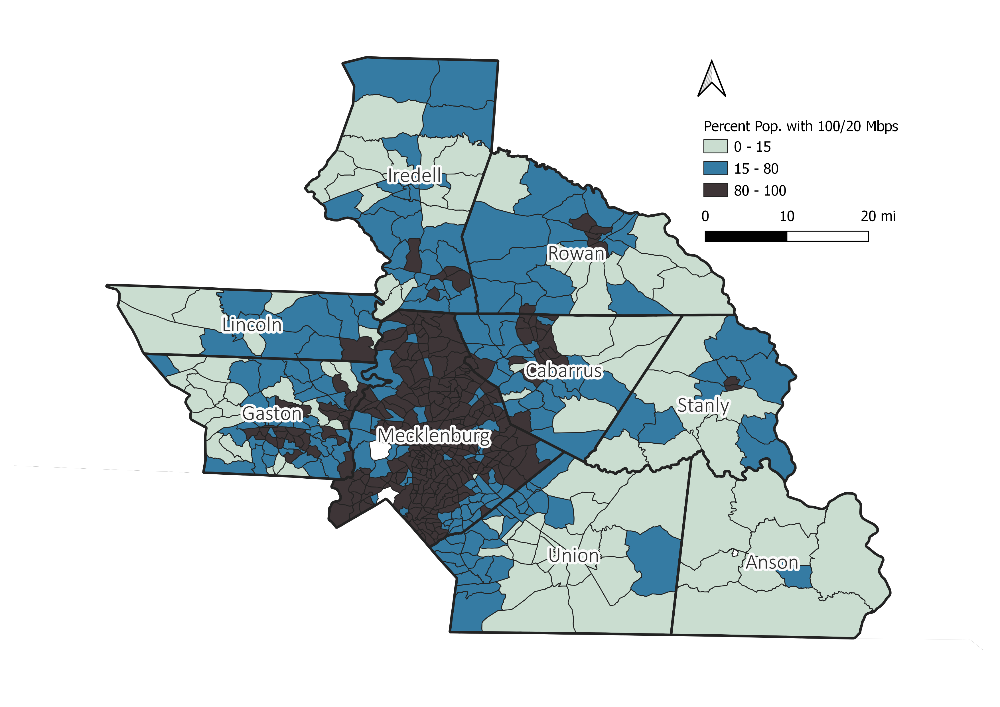 Percent Pop. with 100/20 Mbps
0 - 15
15 - 80
80 - 100
0 10 20 mi
Iredell
Rowan
Lincoln
Cabarrus
Stanly
Gaston
Mecklenburg
Union
Anson